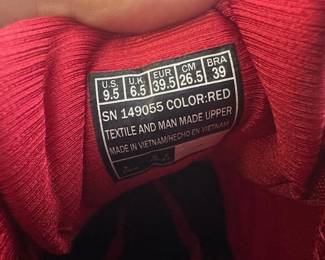 U.S. U.K. EUR CM BRA
9.5 6.5 39.5 26.5 39
SN 149055 COLOR:RED
TEXTILE AND MAN MADE UPPER
MADE IN VIETNAM/HECHO EN VIETNAM